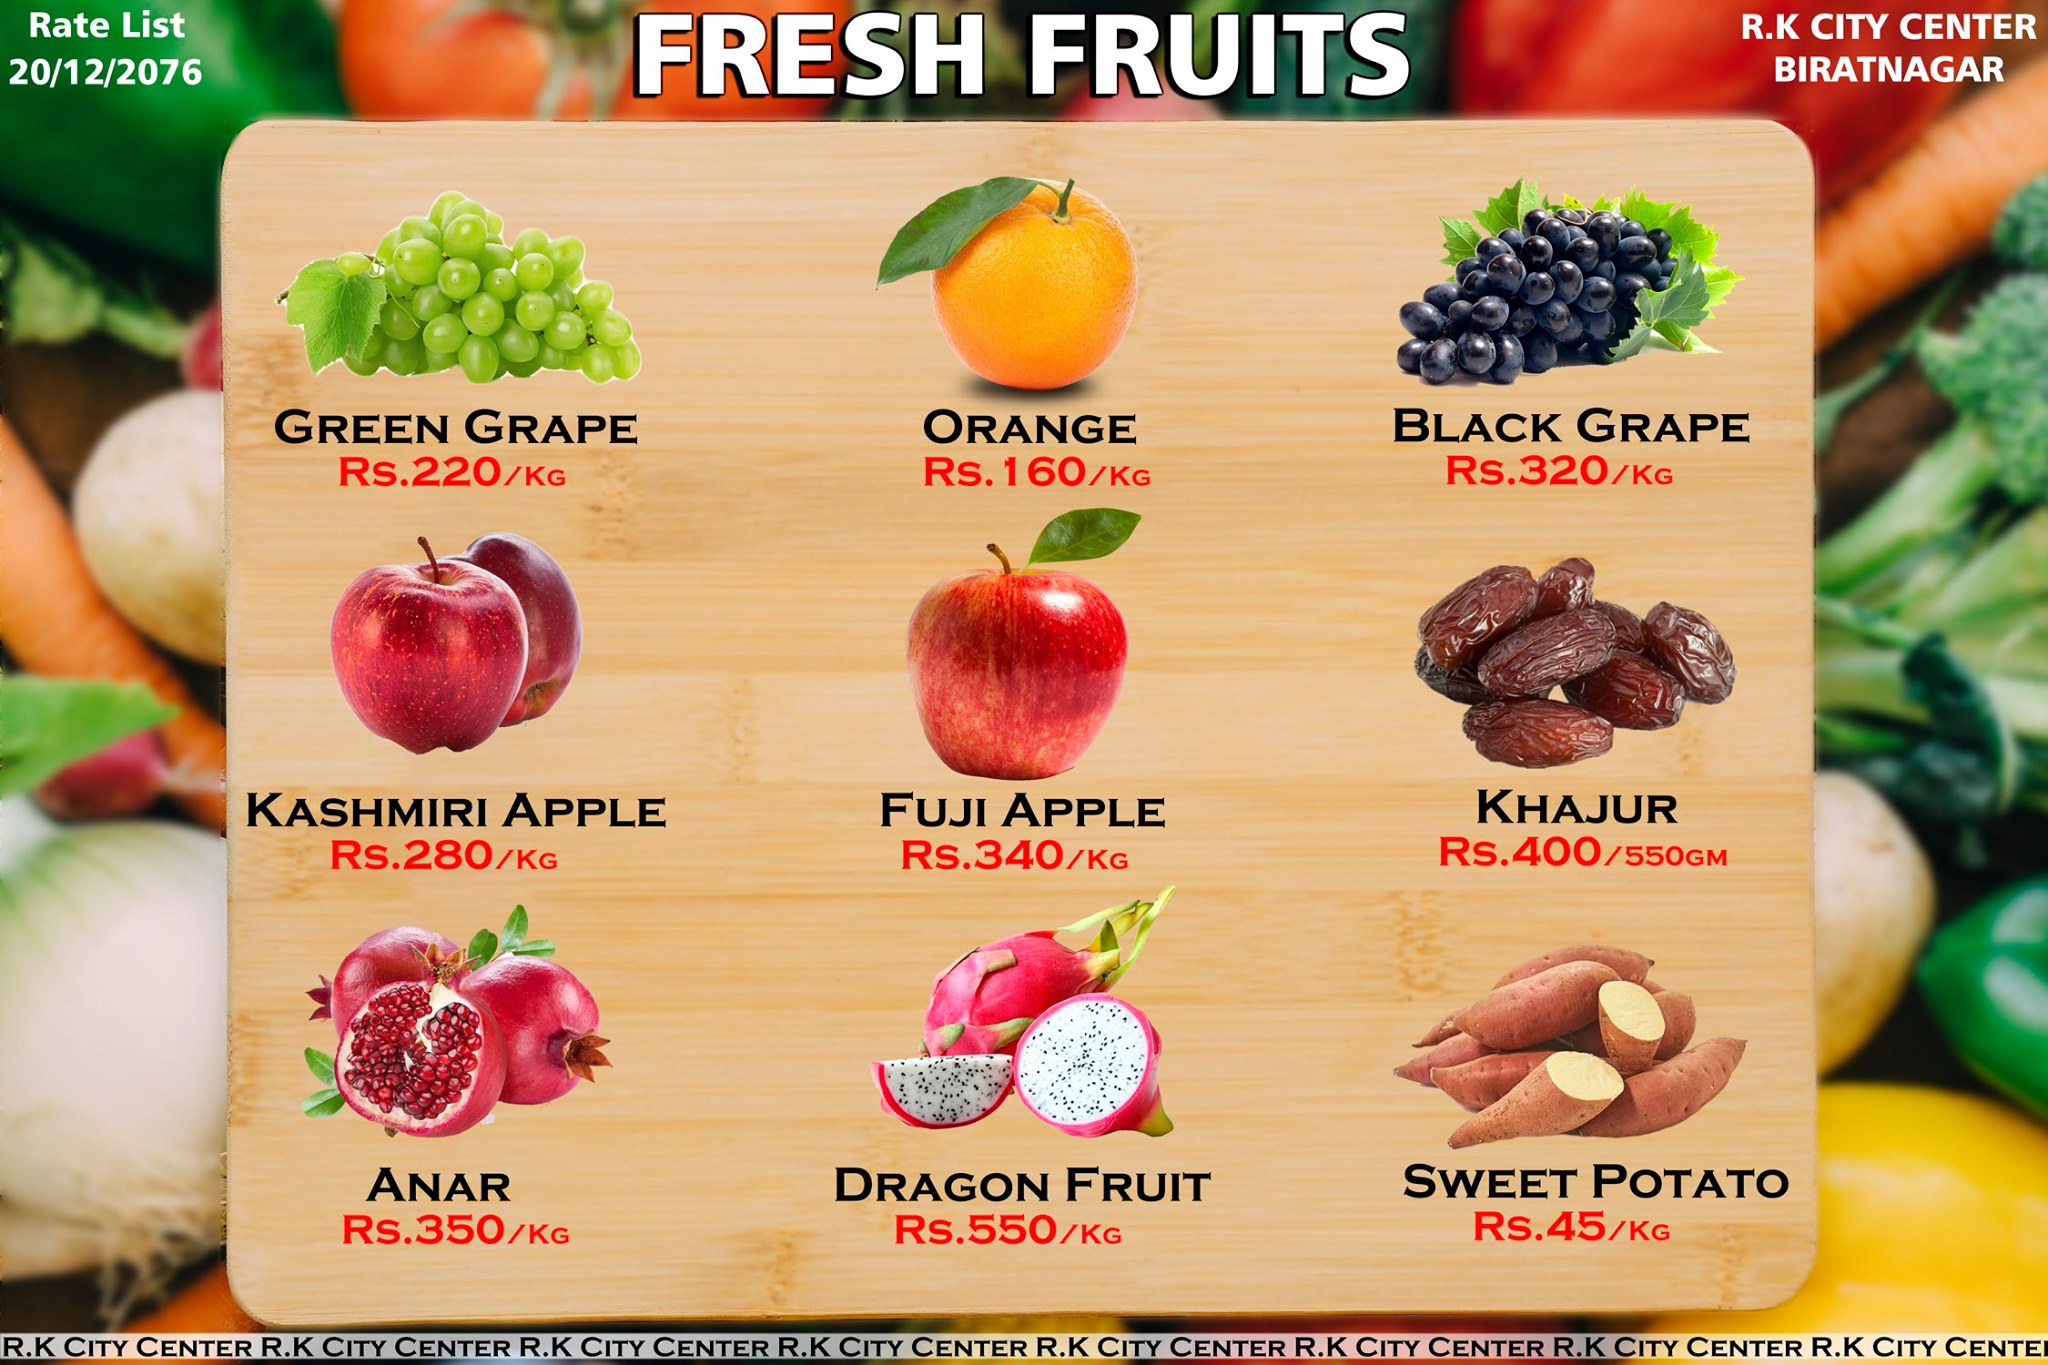 Rate List
20/12/2076
FRESH FRUITS
R.K CITY CENTER
BIRATNAGAR
GREEN GRAPE
RS.220/KG
ORANGE
RS.160/KG
BLACK GRAPE
RS.320/KG
KASHMIRI APPLE
RS.280/KG
FUJI APPLE
RS.340/KG
KHAJUR
RS.400/550GM
ANAR
RS.350/KG
DRAGON FRUIT
RS.550/KG
SWEET POTATO
RS.45/KG
R.K CITY CENTER R.K CITY CENTER R.K CITY CENTER R.K CITY CENTER R.K CITY CENTER R.K CITY CENTER R.K CITY CENTER R.K CITY CENTER